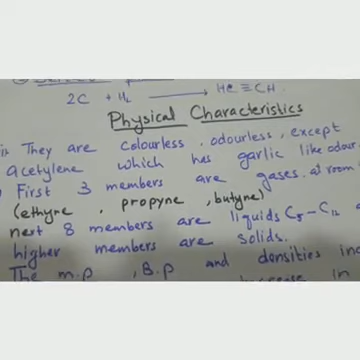 2C + H₂ ⟶ HC ≡ CH.
Physical Characteristics
They are colourless, odourless, except
acetylene which has garlic like odour.
First 3 members are gases. at room
(ethyne, propyne, butyne)
next 8 members are liquids C₅-C₁₂
higher members are solids.
The m.p, B.p and densities inc
in